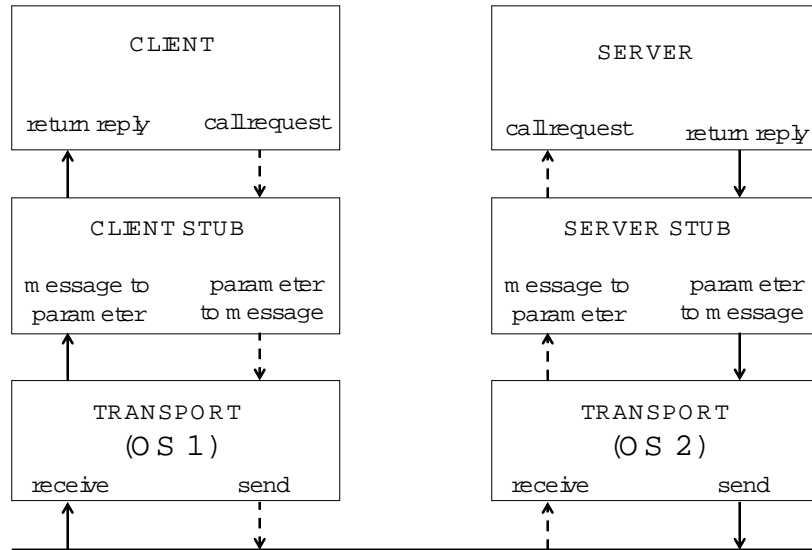 CLIENT
return reply
call request
CLIENT STUB
message to
parameter
parameter
to message
TRANSPORT
(OS 1)
receive
send
SERVER
call request
return reply
SERVER STUB
message to
parameter
parameter
to message
TRANSPORT
(OS 2)
receive
send